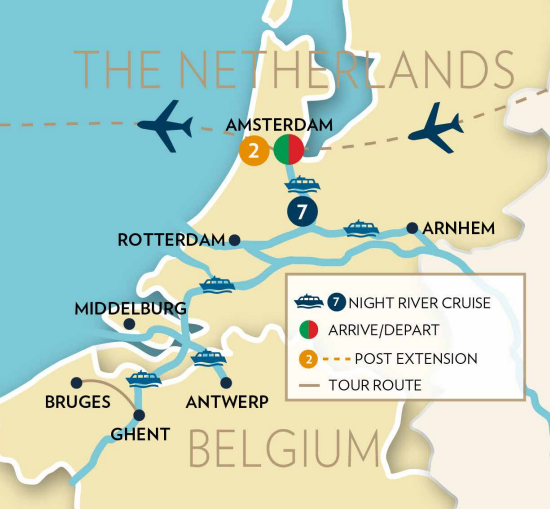 THE NETHERLANDS
AMSTERDAM
2
7
ARNHEM
ROTTERDAM
MIDDELBURG
7 NIGHT RIVER CRUISE
ARRIVE/DEPART
2 POST EXTENSION
TOUR ROUTE
BRUGES
ANTWERP
GHENT
BELGIUM